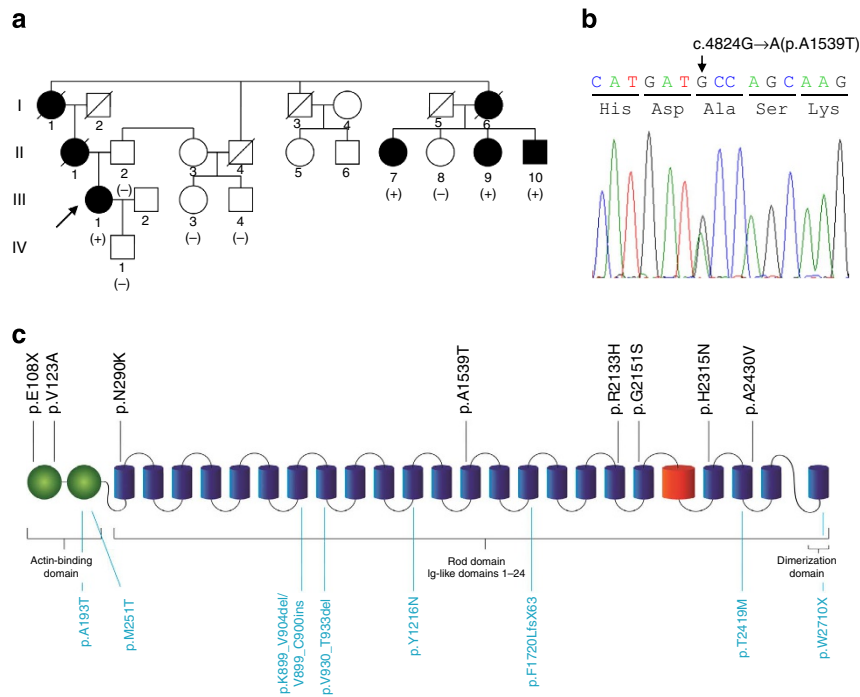 a
I
1
2
3
4
5
6
II
1
2
(–)
3
4
5
6
7
(+)
8
(–)
9
(+)
10
(+)
III
1
(+)
2
3
(–)
4
(–)
IV
1
(–)
b
c.4824G→A(p.A1539T)
C A T G A T G C C A G C A A G
His Asp Ala Ser Lys
c
p.E108X
p.V123A
p.N290K
p.A1539T
p.R2133H
p.G2151S
p.H2315N
p.A2430V
Actin-binding
domain
Rod domain
Ig-like domains 1–24
Dimerization
domain
p.A193T
p.M251T
p.K899_V904del/
V899_C900ins
p.V930_T933del
p.Y1216N
p.F1720LfsX63
p.T2419M
p.W2710X